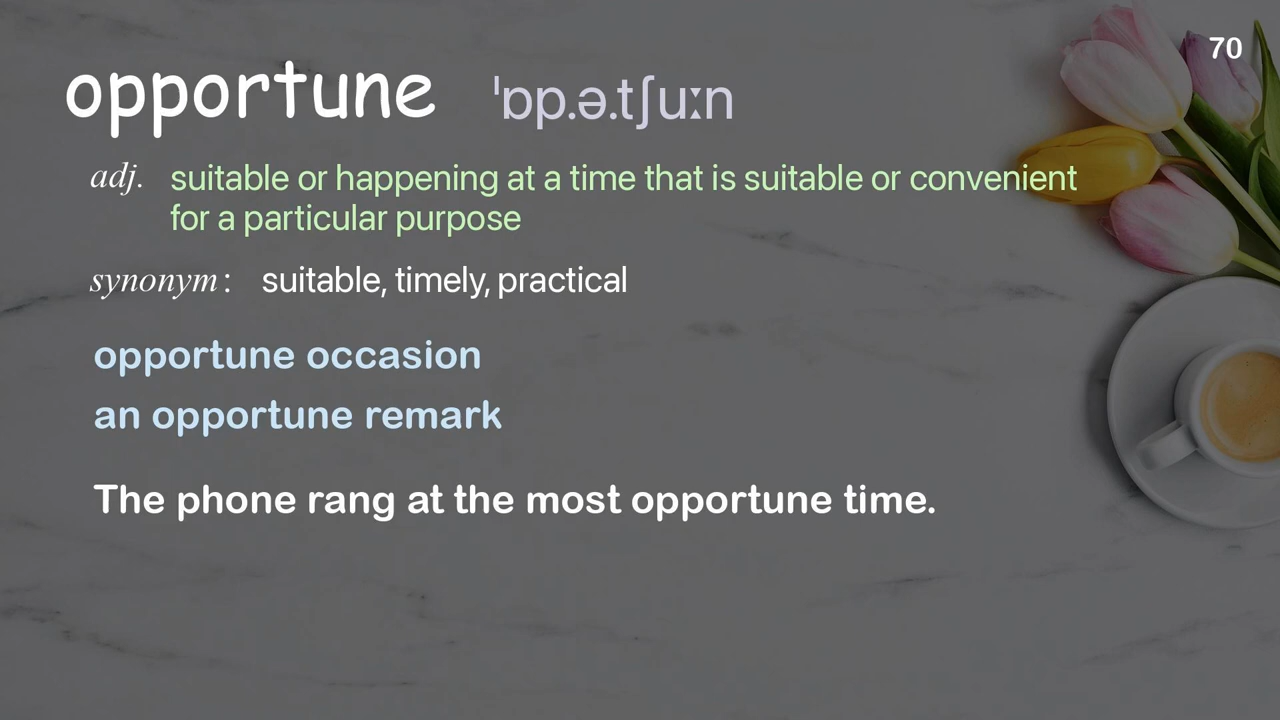 70
opportune ˈɒp.ə.tʃuːn
adj. suitable or happening at a time that is suitable or convenient
for a particular purpose
synonym: suitable, timely, practical
opportune occasion
an opportune remark
The phone rang at the most opportune time.